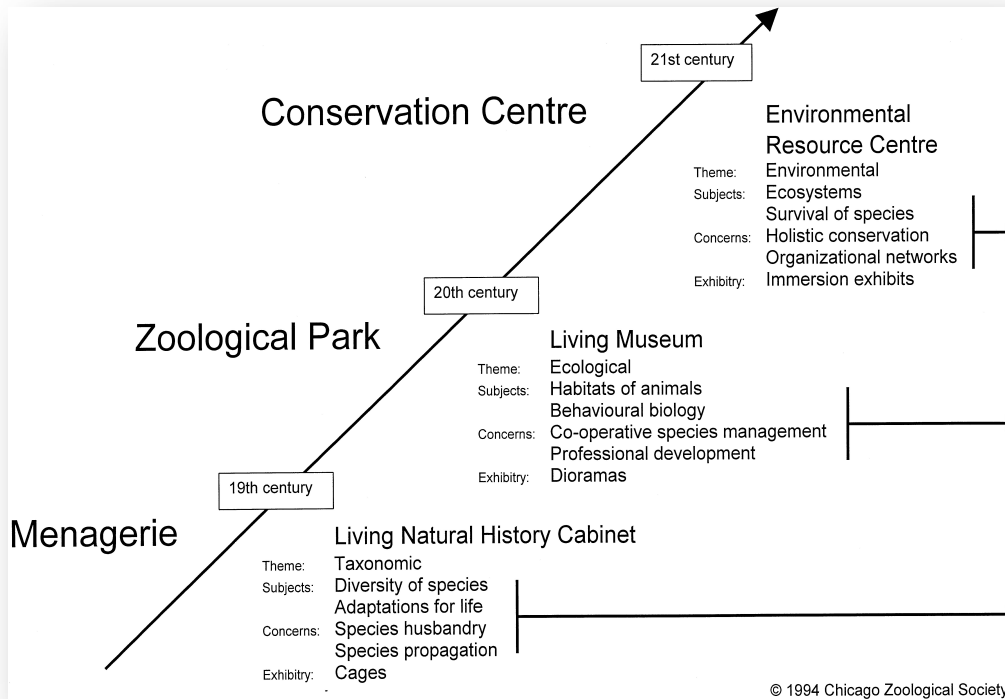 21st century
Conservation Centre
Environmental
Resource Centre
Theme: Environmental
Subjects: Ecosystems
Survival of species
Concerns: Holistic conservation
Organizational networks
Exhibitry: Immersion exhibits
20th century
Zoological Park
Living Museum
Theme: Ecological
Subjects: Habitats of animals
Behavioural biology
Concerns: Co-operative species management
Professional development
Exhibitry: Dioramas
19th century
Menagerie
Living Natural History Cabinet
Theme: Taxonomic
Subjects: Diversity of species
Adaptations for life
Concerns: Species husbandry
Species propagation
Exhibitry: Cages
© 1994 Chicago Zoological Society